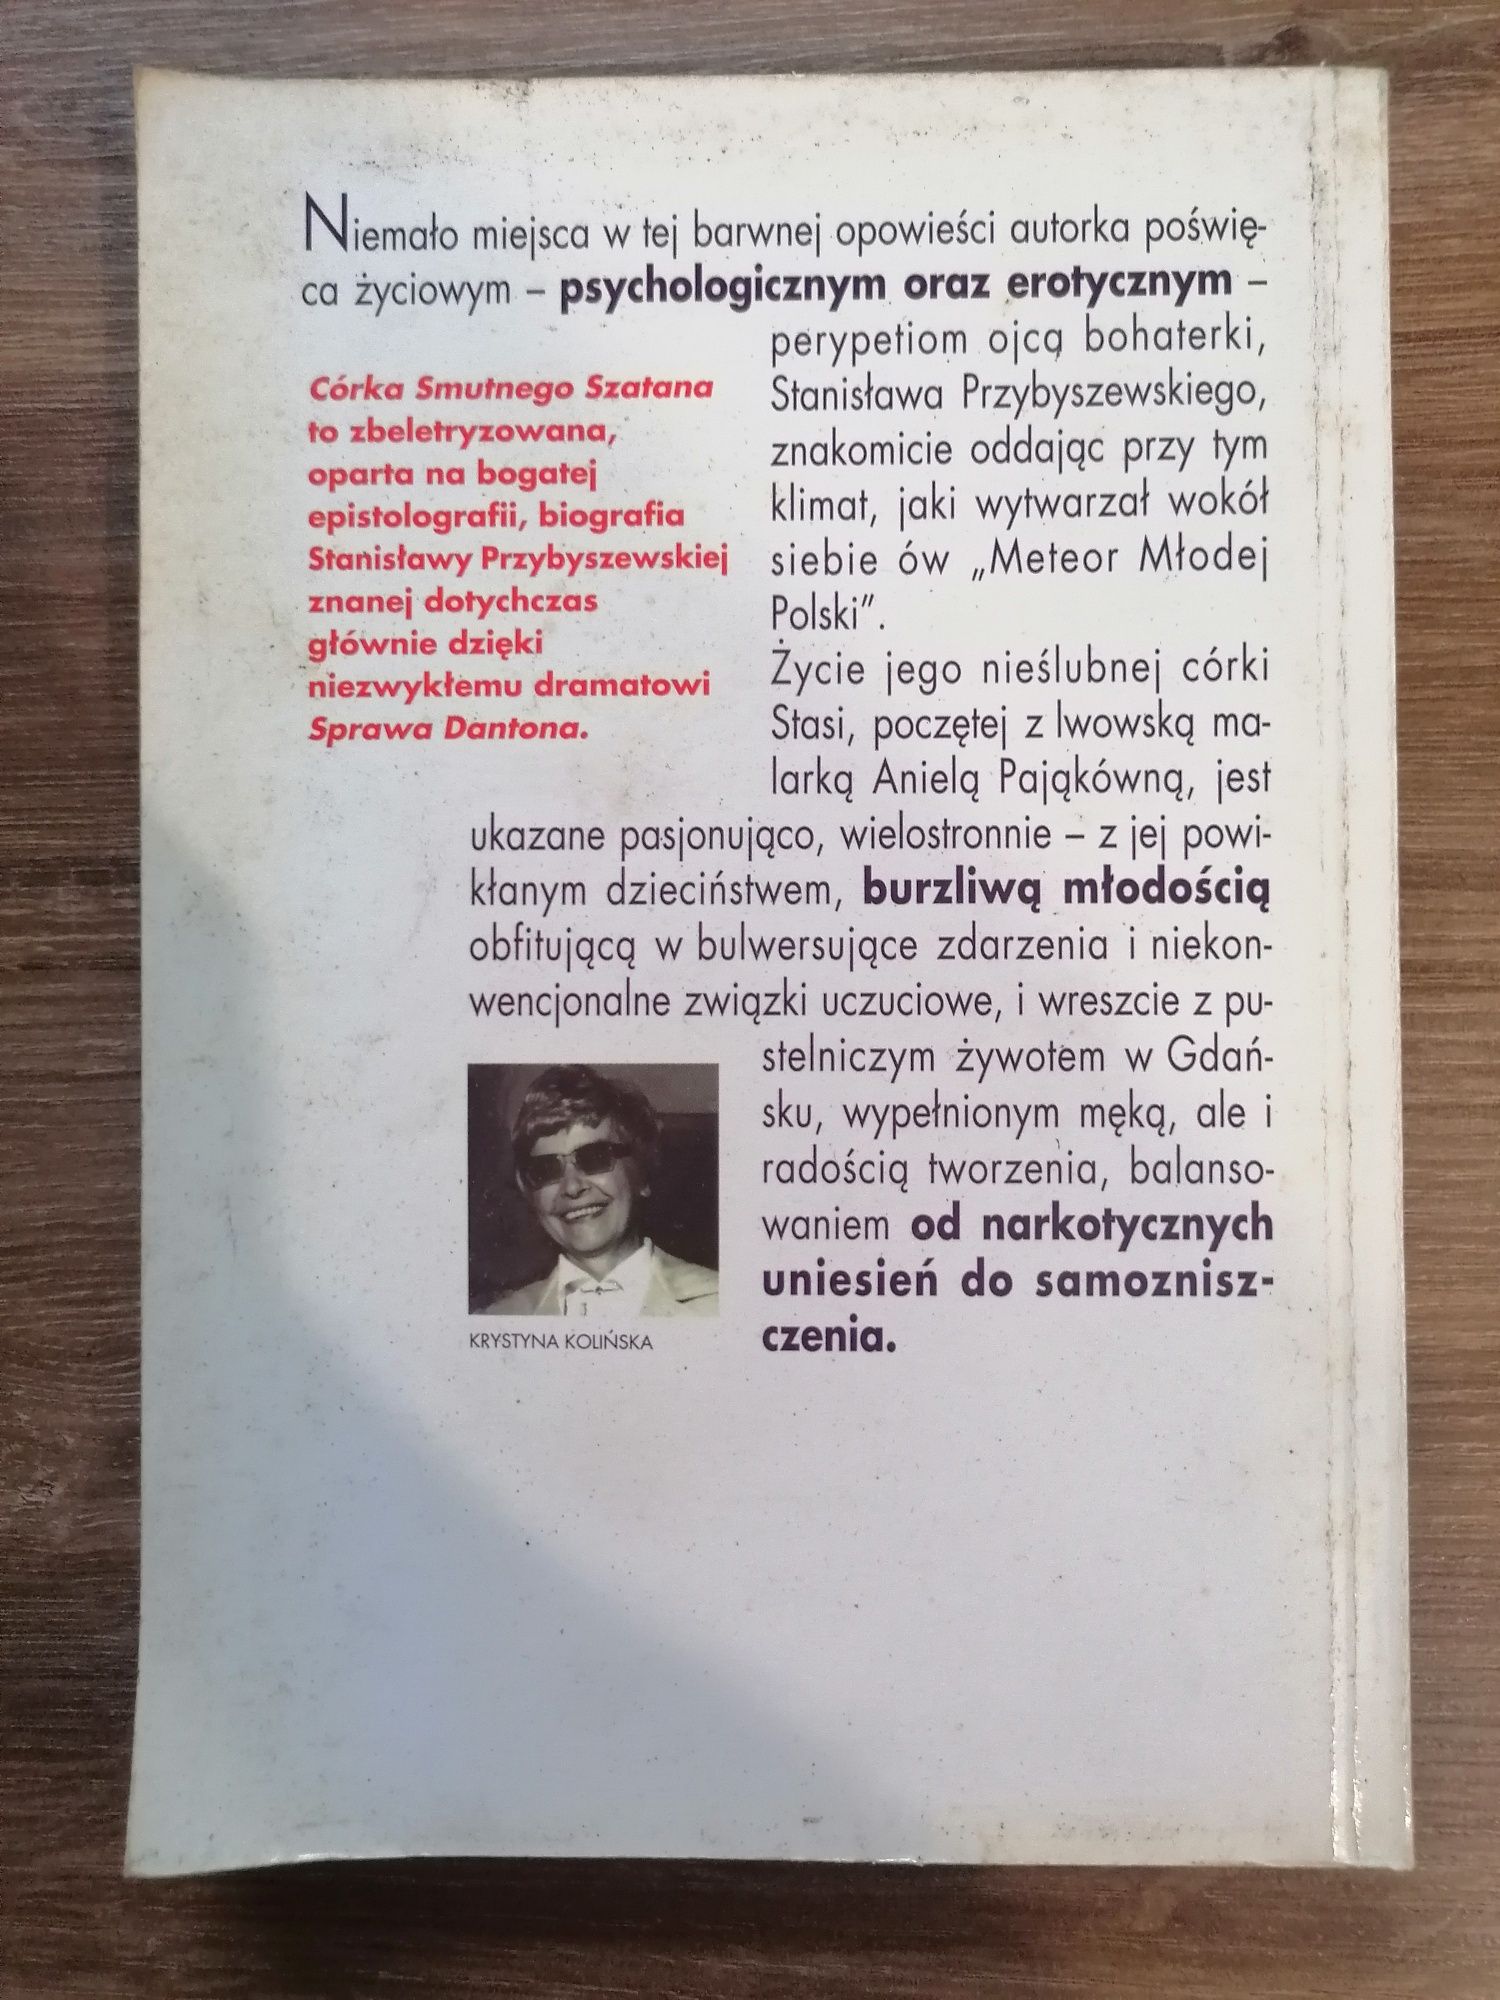 Niemało miejsca w tej barwnej opowieści autorka poświę-
ca życiowym – psychologicznym oraz erotycznym –
perypetiom ojcą bohaterki,
Stanisława Przybyszewskiego,
znakomicie oddając przy tym
klimat, jaki wytwarzał wokół
siebie ów „Meteor Młodej
Polski”.
Życie jego nieślubnej córki
Stasi, poczętej z lwowską ma-
larką Anielą Pająkówną, jest
ukazane pasjonująco, wielostronnie – z jej powi-
kłanym dzieciństwem, burzliwą młodością
obfitującą w bulwersujące zdarzenia i niekon-
wencjonalne związki uczuciowe, i wreszcie z pu-
stelniczym żywotem w Gdań-
sku, wypełnionym męką, ale i
radością tworzenia, balanso-
waniem od narkotycznych
uniesień do samoznisz-
czenia.
Córka Smutnego Szatana
to zbeletryzowana,
oparta na bogatej
epistolografii, biografia
Stanisławy Przybyszewskiej
znanej dotychczas
głównie dzięki
niezwykłemu dramatowi
Sprawa Dantona.
KRYSTYNA KOLIŃSKA